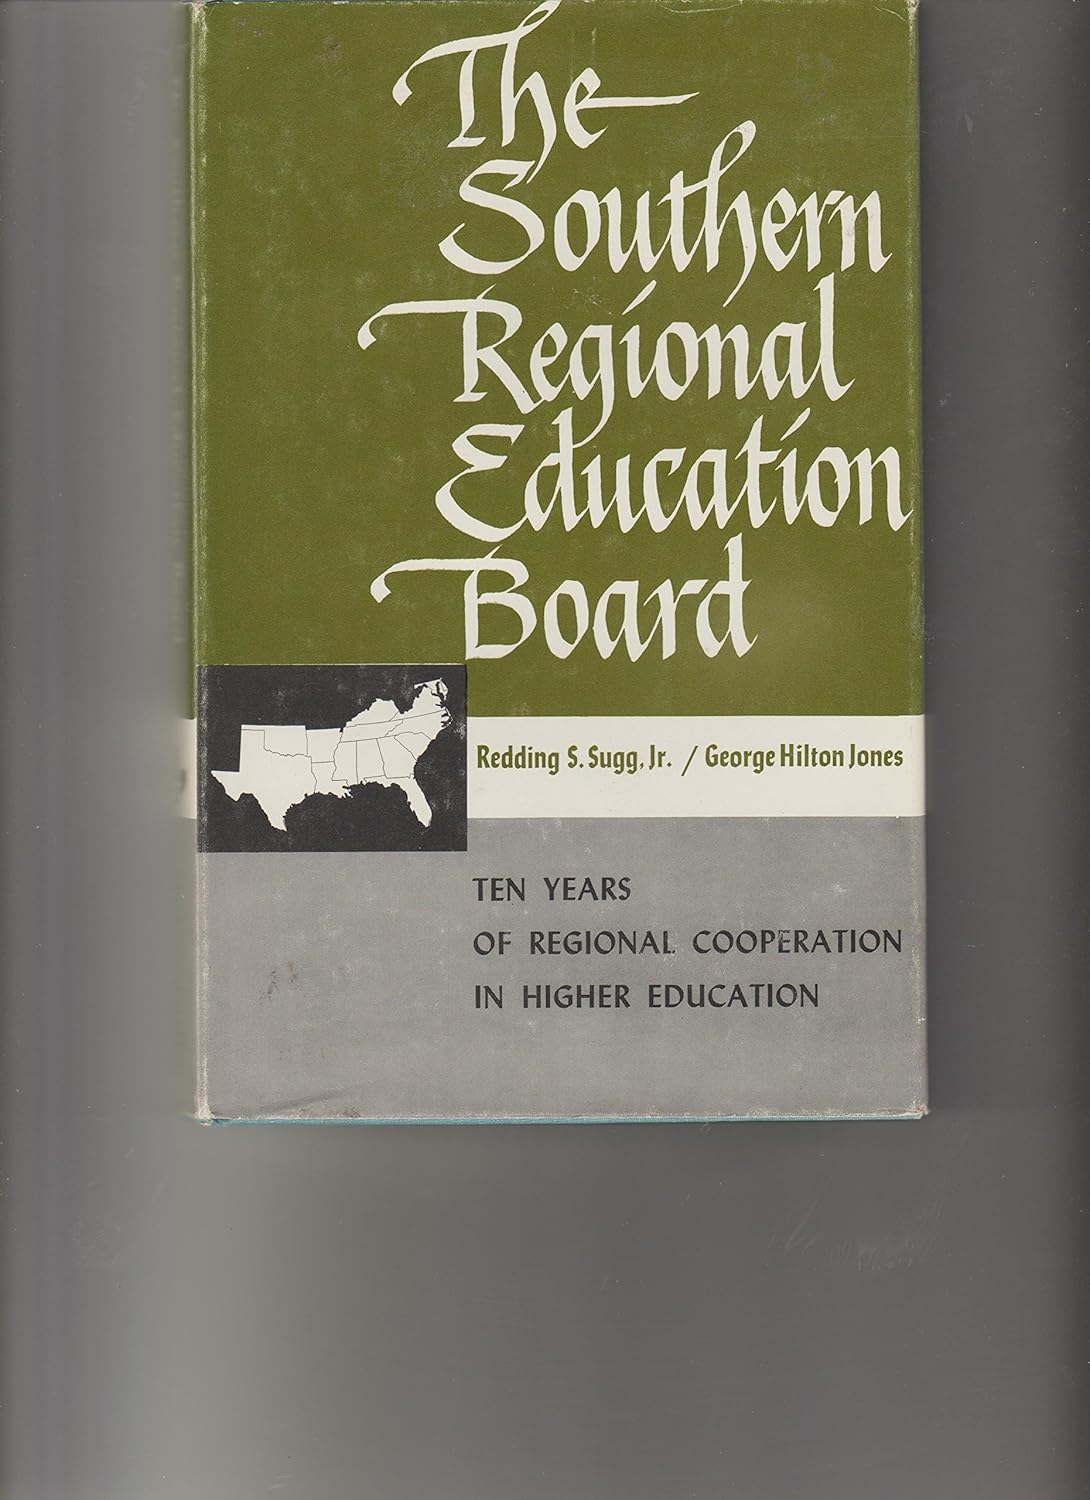 The
Southern
Regional
Education
Board
Redding S. Sugg, Jr. / George Hilton Jones
TEN YEARS
OF REGIONAL COOPERATION
IN HIGHER EDUCATION